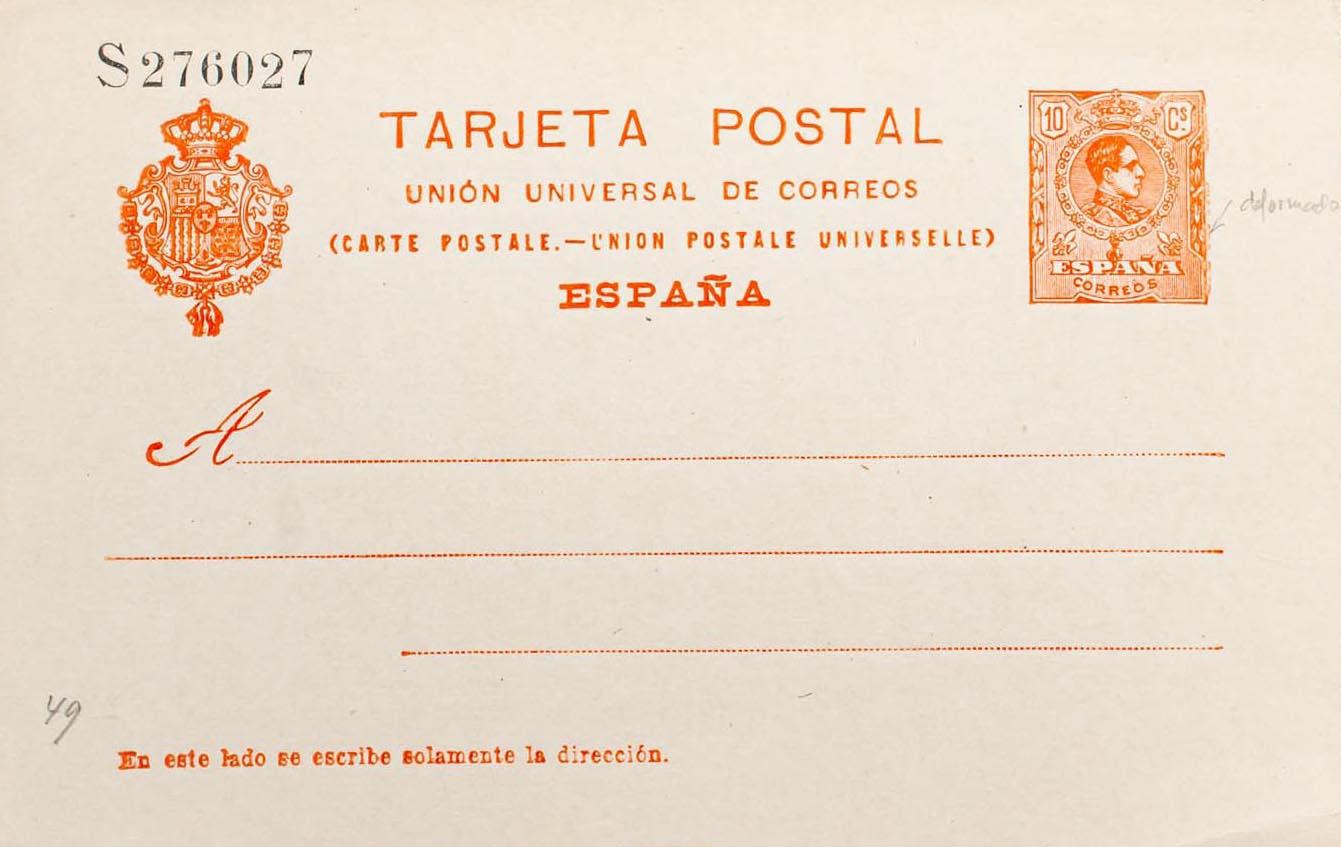 S276027
TARJETA POSTAL
UNIÓN UNIVERSAL DE CORREOS
(CARTE POSTALE.—UNION POSTALE UNIVERSELLE)
ESPAÑA
10 Cs.
ESPAÑA
CORREOS
deformado
A
49
En este lado se escribe solamente la dirección.